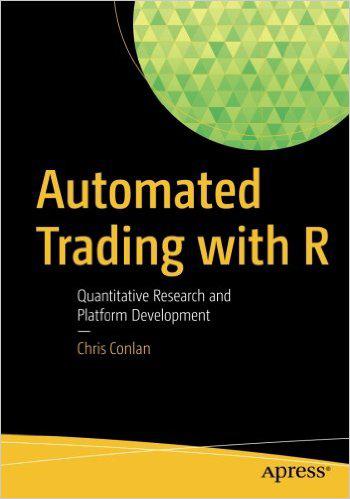 Automated
Trading with R
Quantitative Research and
Platform Development
—
Chris Conlan
Apress®